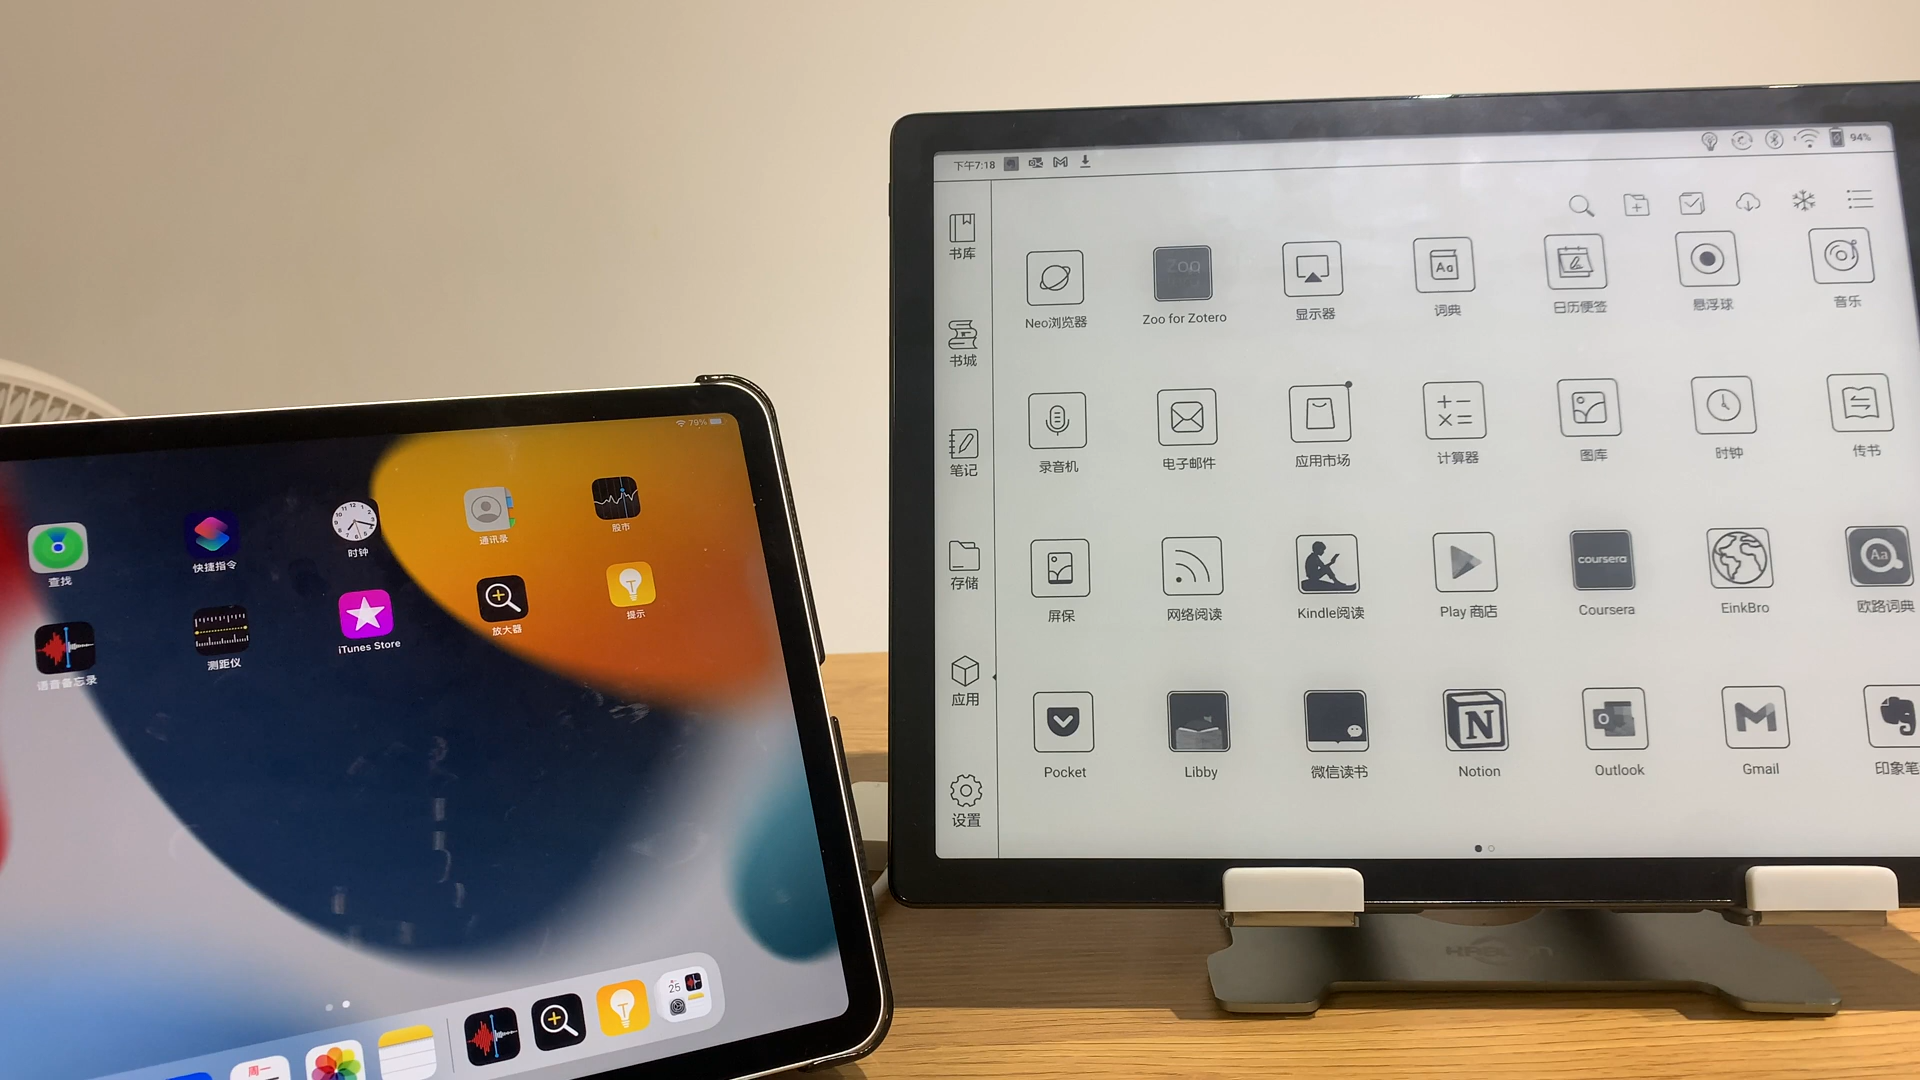 79%
查找
快捷指令
时钟
通讯录
股市
语音备忘录
测距仪
iTunes Store
放大器
提示
周一
25
下午7:18
94%
书库
书城
笔记
存储
应用
设置
Neo浏览器
Zoo for Zotero
显示器
词典
日历便签
悬浮球
音乐
录音机
电子邮件
应用市场
计算器
图库
时钟
传书
屏保
网络阅读
Kindle阅读
Play 商店
coursera
Coursera
EinkBro
欧路词典
Pocket
Libby
微信读书
Notion
Outlook
Gmail
印象笔